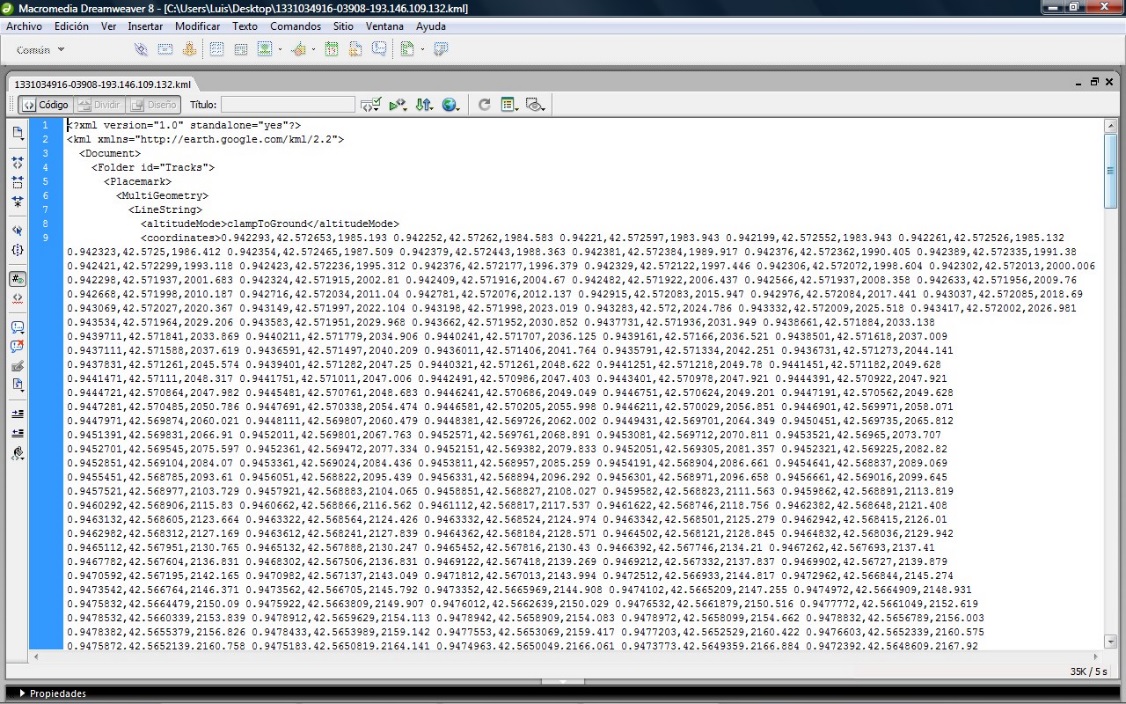 Macromedia Dreamweaver 8 - [C:\Users\Luis\Desktop\1331034916-03908-193.146.109.132.kml]
Archivo Edición Ver Insertar Modificar Texto Comandos Sitio Ventana Ayuda
Común
1331034916-03908-193.146.109.132.kml
Código Dividir Diseño Título:
1 <?xml version="1.0" standalone="yes"?>
2 <kml xmlns="http://earth.google.com/kml/2.2">
3 <Document>
4 <Folder id="Tracks">
5 <Placemark>
6 <MultiGeometry>
7 <LineString>
8 <altitudeMode>clampToGround</altitudeMode>
9 <coordinates>0.942293,42.572653,1985.193 0.942252,42.57262,1984.583 0.94221,42.572597,1983.943 0.942199,42.572552,1983.943 0.942261,42.572526,1985.132
0.942323,42.5725,1986.412 0.942354,42.572465,1987.509 0.942379,42.572443,1988.363 0.942381,42.572384,1989.917 0.942376,42.572362,1990.405 0.942389,42.572335,1991.38
0.942421,42.572299,1993.118 0.942423,42.572236,1995.312 0.942376,42.572177,1996.379 0.942329,42.572122,1997.446 0.942306,42.572072,1998.604 0.942302,42.572013,2000.006
0.942298,42.571937,2001.683 0.942324,42.571915,2002.81 0.942409,42.571916,2004.67 0.942482,42.571922,2006.437 0.942566,42.571937,2008.358 0.942633,42.571956,2009.76
0.942668,42.571998,2010.187 0.942716,42.572034,2011.04 0.942781,42.572076,2012.137 0.942915,42.572083,2015.947 0.942976,42.572084,2017.441 0.943037,42.572085,2018.69
0.943069,42.572027,2020.367 0.943149,42.571997,2022.104 0.943198,42.571998,2023.019 0.943283,42.572,2024.786 0.943332,42.572009,2025.518 0.943417,42.572002,2026.981
0.943534,42.571964,2029.206 0.943583,42.571951,2029.968 0.943662,42.571952,2030.852 0.9437731,42.571936,2031.949 0.9438661,42.571884,2033.138
0.9439711,42.571841,2033.869 0.9440211,42.571779,2034.906 0.9440241,42.571707,2036.125 0.9439161,42.57166,2036.521 0.9438501,42.571618,2037.009
0.9437111,42.571588,2037.619 0.9436591,42.571497,2040.209 0.9436011,42.571406,2041.764 0.9435791,42.571334,2042.251 0.9436731,42.571273,2044.141
0.9437831,42.571261,2045.574 0.9439401,42.571282,2047.25 0.9440321,42.571261,2048.622 0.9441251,42.571218,2049.78 0.9441451,42.571182,2049.628
0.9441471,42.57111,2048.317 0.9441751,42.571011,2047.006 0.9442491,42.570986,2047.403 0.9443401,42.570978,2047.921 0.9444391,42.570922,2047.921
0.9444721,42.570864,2047.982 0.9445481,42.570761,2048.683 0.9446241,42.570686,2049.049 0.9446751,42.570624,2049.201 0.9447191,42.570562,2049.628
0.9447281,42.570485,2050.786 0.9447691,42.570338,2054.474 0.9446581,42.570205,2055.998 0.9446211,42.570029,2056.851 0.9446901,42.569971,2058.071
0.9447971,42.569874,2060.021 0.9448111,42.569807,2060.479 0.9448381,42.569726,2062.002 0.9449431,42.569701,2064.349 0.9450451,42.569735,2065.812
0.9451391,42.569831,2066.91 0.9452011,42.569801,2067.763 0.9452571,42.569761,2068.891 0.9453081,42.569712,2070.811 0.9453521,42.56965,2073.707
0.9452701,42.569545,2075.597 0.9452361,42.569472,2077.334 0.9452151,42.569382,2079.833 0.9452051,42.569305,2081.357 0.9452321,42.569225,2082.82
0.9452851,42.569104,2084.07 0.9453361,42.569024,2084.436 0.9453811,42.568957,2085.259 0.9454191,42.568904,2086.661 0.9454641,42.568837,2089.069
0.9455451,42.568785,2093.61 0.9456051,42.568822,2095.439 0.9456331,42.568894,2096.292 0.9456301,42.568971,2096.658 0.9456661,42.569016,2099.645
0.9457521,42.568977,2103.729 0.9457921,42.568883,2104.065 0.9458851,42.568827,2108.027 0.9459582,42.568823,2111.563 0.9459862,42.568891,2113.819
0.9460292,42.568906,2115.83 0.9460662,42.568866,2116.562 0.9461112,42.568817,2117.537 0.9461622,42.568746,2118.756 0.9462382,42.568648,2121.408
0.9463132,42.568605,2123.664 0.9463322,42.568564,2124.426 0.9463332,42.568524,2124.974 0.9463342,42.568501,2125.279 0.9462942,42.568415,2126.01
0.9462982,42.568312,2127.169 0.9463612,42.568241,2127.839 0.9464362,42.568184,2128.571 0.9464502,42.568121,2128.845 0.9464832,42.568036,2129.942
0.9465112,42.567951,2130.765 0.9465132,42.567888,2130.247 0.9465452,42.567816,2130.43 0.9466392,42.567746,2134.21 0.9467262,42.567693,2137.41
0.9467782,42.567604,2136.831 0.9468302,42.567506,2136.831 0.9469122,42.567418,2139.269 0.9469212,42.567332,2137.837 0.9469902,42.56727,2139.879
0.9470592,42.567195,2142.165 0.9470982,42.567137,2143.049 0.9471812,42.567013,2143.994 0.9472512,42.566933,2144.817 0.9472962,42.566844,2145.274
0.9473542,42.566764,2146.371 0.9473562,42.566705,2145.792 0.9473352,42.5665969,2144.908 0.9474102,42.5665209,2147.255 0.9474972,42.5664909,2148.931
0.9475832,42.5664479,2150.09 0.9475922,42.5663809,2149.907 0.9476012,42.5662639,2150.029 0.9476532,42.5661879,2150.516 0.9477772,42.5661049,2152.619
0.9478532,42.5660339,2153.839 0.9478912,42.5659629,2154.113 0.9478942,42.5658909,2154.083 0.9478972,42.5658099,2154.662 0.9478832,42.5656789,2156.003
0.9478382,42.5655379,2156.826 0.9478433,42.5653989,2159.142 0.9477553,42.5653069,2159.417 0.9477203,42.5652529,2160.422 0.9476603,42.5652339,2160.575
0.9475872,42.5652139,2160.758 0.9475183,42.5650819,2164.141 0.9474963,42.5650049,2166.061 0.9473773,42.5649359,2166.884 0.9472392,42.5648609,2167.92
35K / 5 s
Propiedades